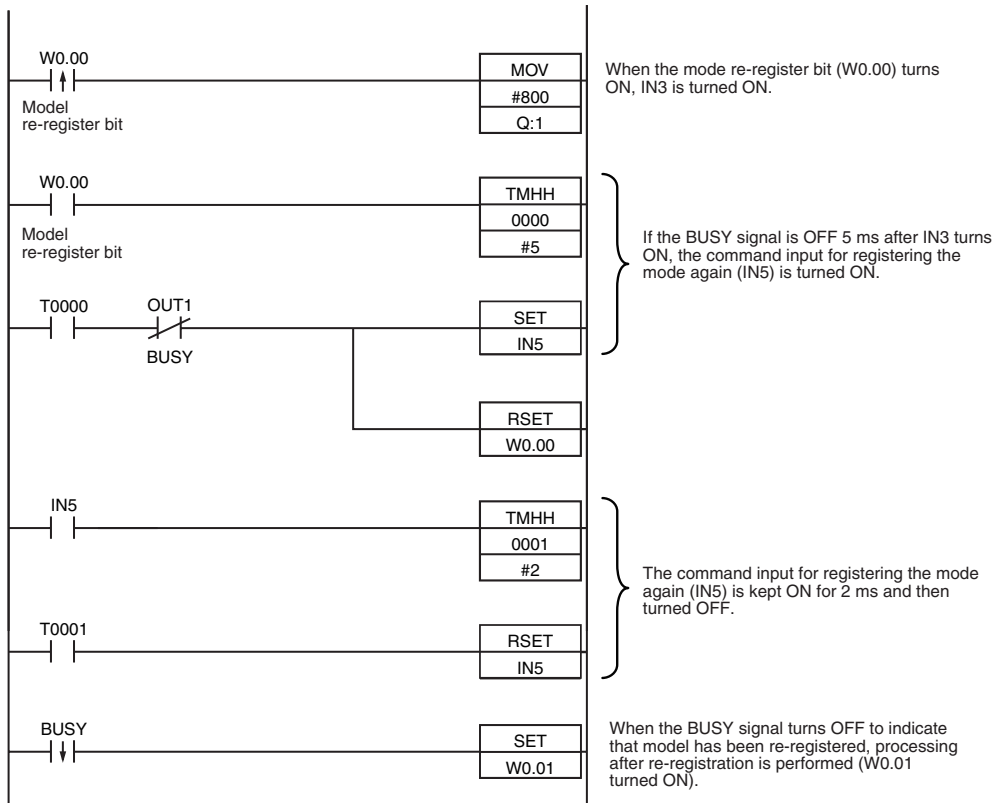 W0.00
Model
re-register bit
MOV
#800
Q:1
When the mode re-register bit (W0.00) turns
ON, IN3 is turned ON.
W0.00
Model
re-register bit
TMHH
0000
#5
If the BUSY signal is OFF 5 ms after IN3 turns
ON, the command input for registering the
mode again (IN5) is turned ON.
T0000
OUT1
BUSY
SET
IN5
RSET
W0.00
IN5
TMHH
0001
#2
The command input for registering the mode
again (IN5) is kept ON for 2 ms and then
turned OFF.
T0001
RSET
IN5
BUSY
SET
W0.01
When the BUSY signal turns OFF to indicate
that model has been re-registered, processing
after re-registration is performed (W0.01
turned ON).